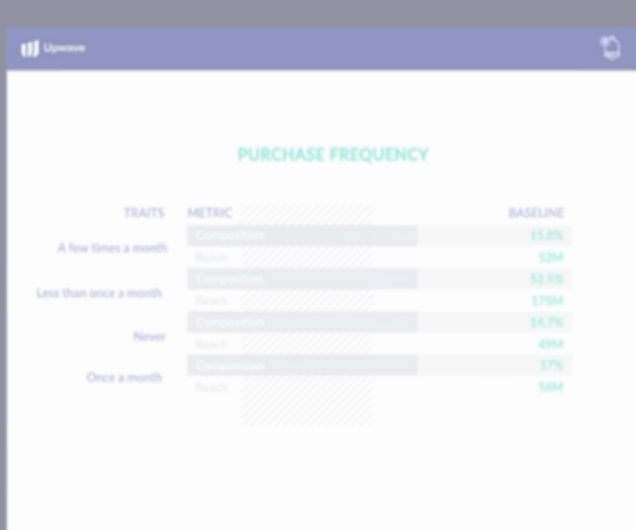 Upwave
PURCHASE FREQUENCY
TRAITS METRIC BASELINE
A few times a month
Composition 15.8%
Reach 52M
Less than once a month
Composition 52.5%
Reach 175M
Never
Composition 14.7%
Reach 49M
Once a month
Composition 17%
Reach 56M